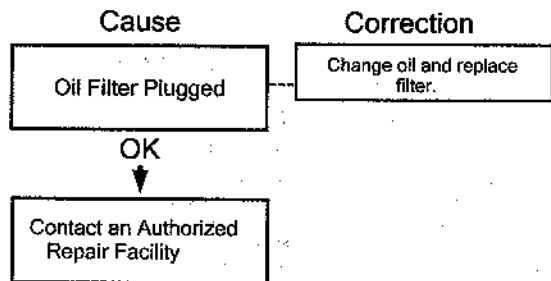 Cause
Correction
Oil Filter Plugged
Change oil and replace
filter.
OK
Contact an Authorized
Repair Facility